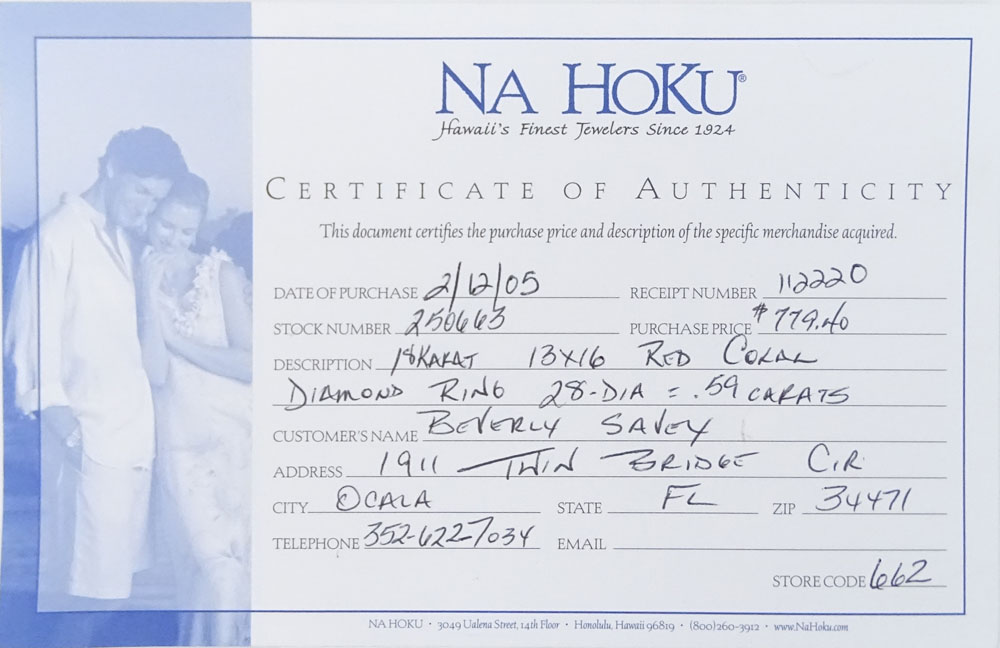 NA HOKU®
Hawaii's Finest Jewelers Since 1924
CERTIFICATE OF AUTHENTICITY
This document certifies the purchase price and description of the specific merchandise acquired.
DATE OF PURCHASE 2/12/05 RECEIPT NUMBER 112220
STOCK NUMBER 250663 PURCHASE PRICE $779.40
DESCRIPTION 18KARAT 13x16 RED CORAL
DIAMOND RING 28-DIA = .59 CARATS
CUSTOMER'S NAME BEVERLY SAVEY
ADDRESS 1911 TWIN BRIDGE CIR
CITY OCALA STATE FL ZIP 34471
TELEPHONE 352-622-7034 EMAIL
STORE CODE 662
NA HOKU • 3049 Ualena Street, 14th Floor • Honolulu, Hawaii 96819 • (800)260-3912 • www.NaHoku.com